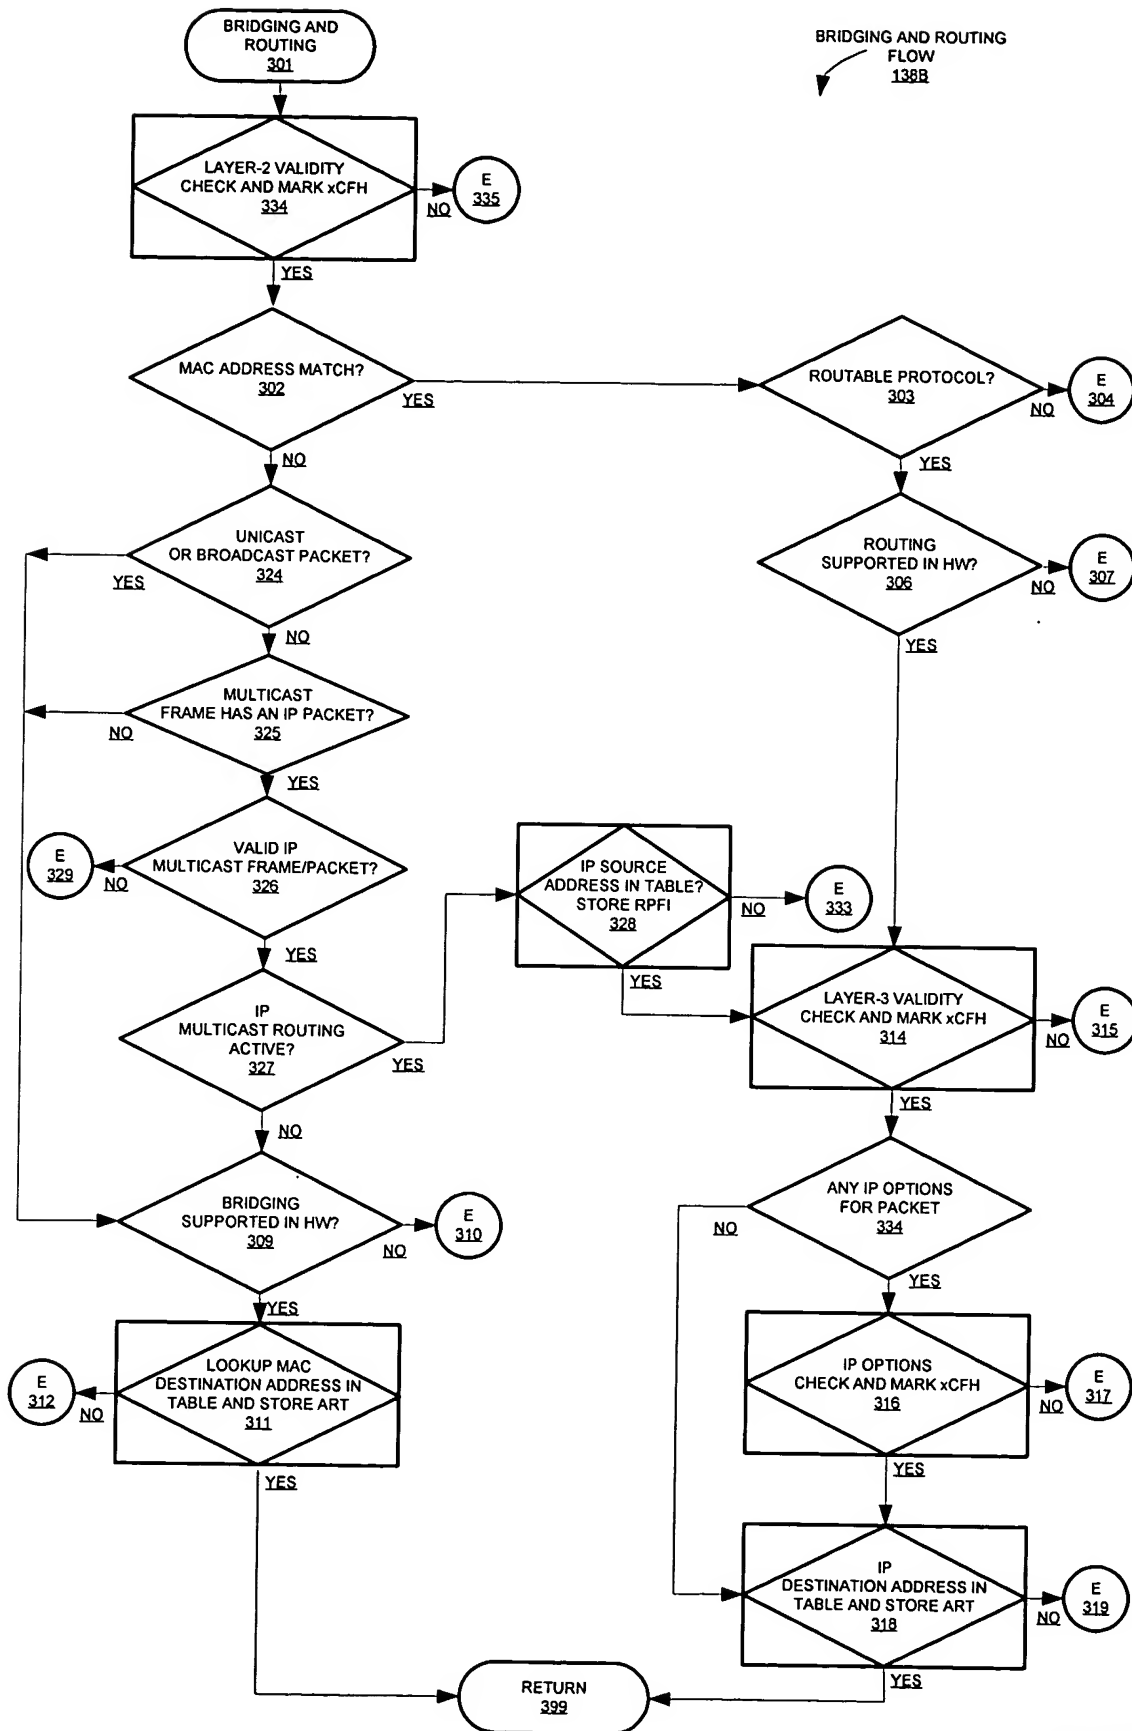 BRIDGING AND
ROUTING
301
BRIDGING AND ROUTING
FLOW
138B
LAYER-2 VALIDITY
CHECK AND MARK xCFH
334
NO
E
335
YES
MAC ADDRESS MATCH?
302
YES
ROUTABLE PROTOCOL?
303
NO
E
304
NO
YES
UNICAST
OR BROADCAST PACKET?
324
YES
ROUTING
SUPPORTED IN HW?
306
NO
E
307
NO
YES
MULTICAST
FRAME HAS AN IP PACKET?
325
NO
YES
VALID IP
MULTICAST FRAME/PACKET?
326
E
329
NO
IP SOURCE
ADDRESS IN TABLE?
STORE RPFI
328
NO
E
333
YES
YES
IP
MULTICAST ROUTING
ACTIVE?
327
YES
LAYER-3 VALIDITY
CHECK AND MARK xCFH
314
NO
E
315
NO
YES
BRIDGING
SUPPORTED IN HW?
309
NO
E
310
ANY IP OPTIONS
FOR PACKET
334
NO
YES
YES
LOOKUP MAC
DESTINATION ADDRESS IN
TABLE AND STORE ART
311
E
312
NO
IP OPTIONS
CHECK AND MARK xCFH
316
NO
E
317
YES
YES
IP
DESTINATION ADDRESS IN
TABLE AND STORE ART
318
NO
E
319
YES
RETURN
399